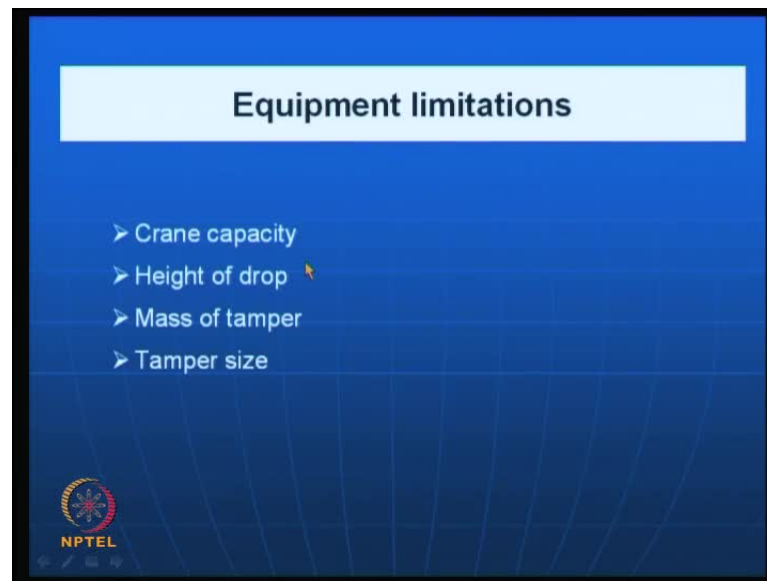 Equipment limitations
➢ Crane capacity
➢ Height of drop
➢ Mass of tamper
➢ Tamper size
NPTEL